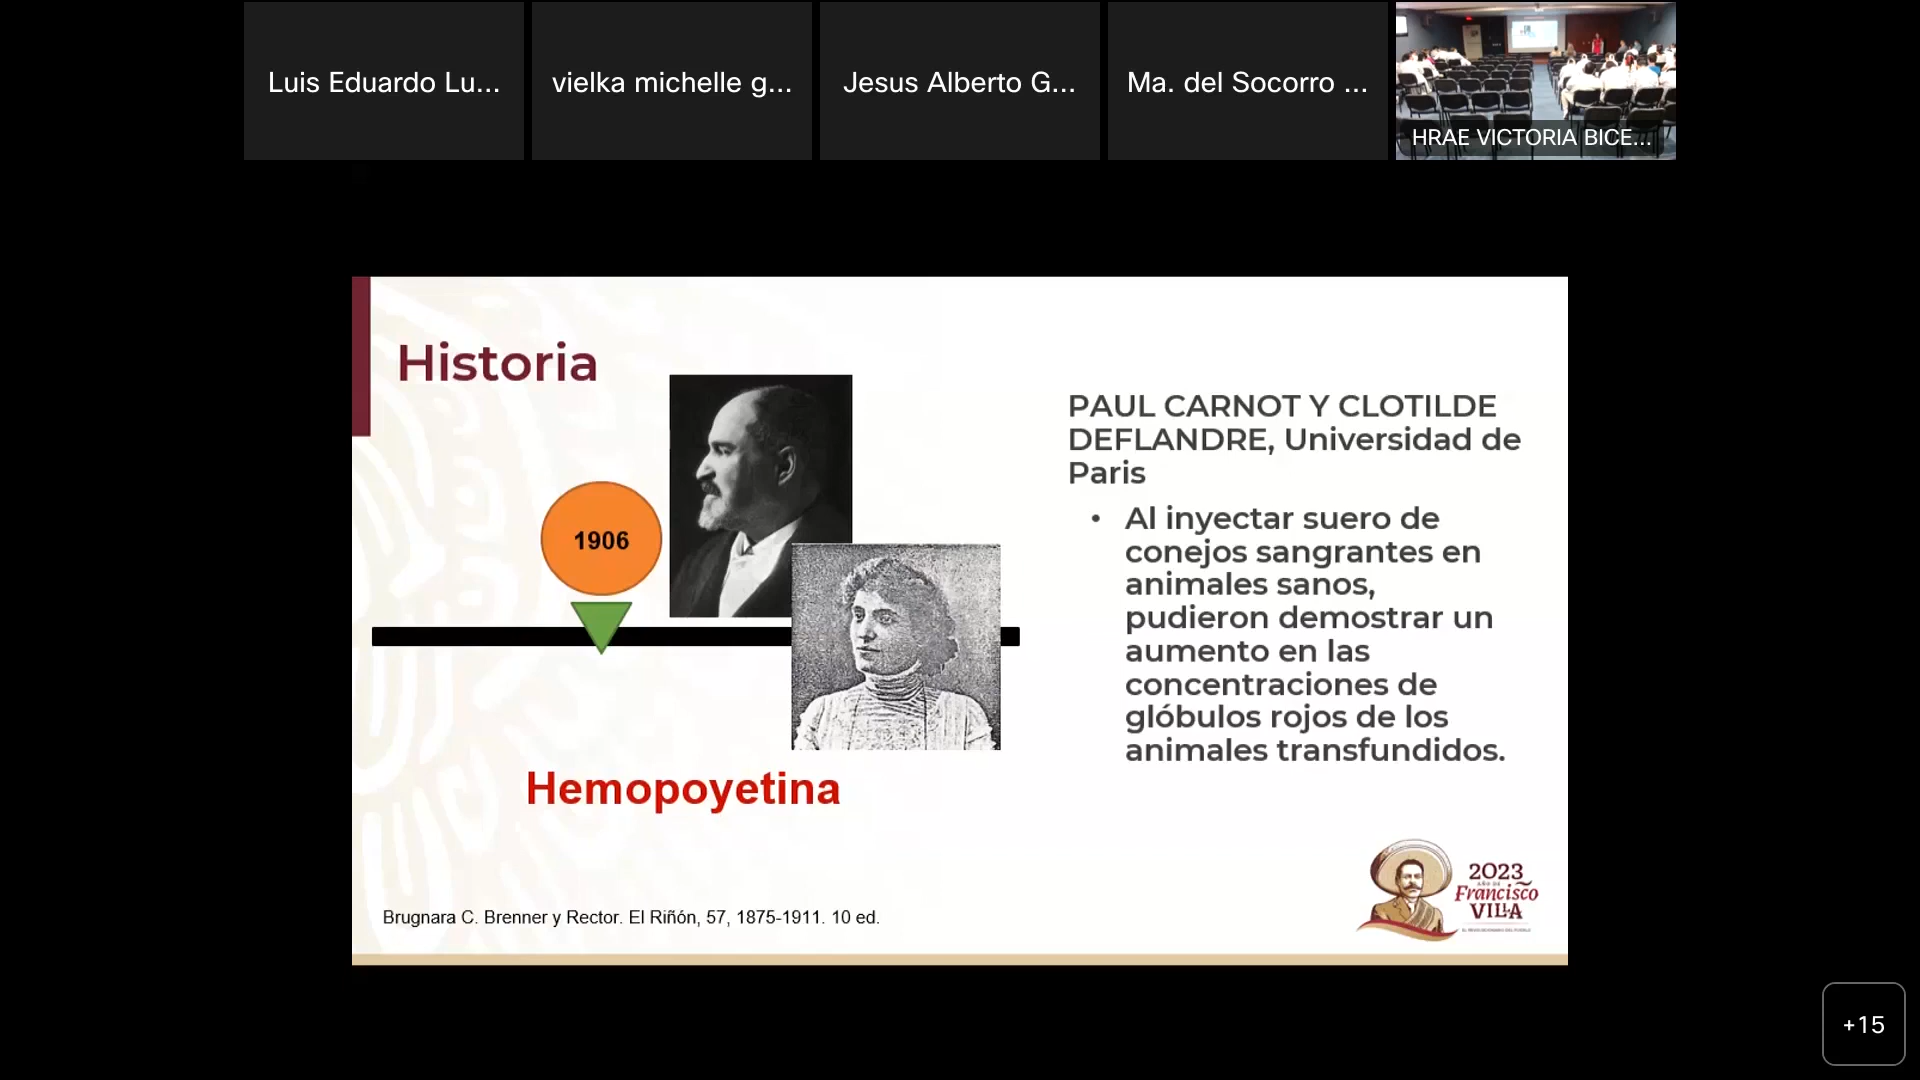 Luis Eduardo Lu...
vielka michelle g...
Jesus Alberto G...
Ma. del Socorro ...
HRAE VICTORIA BICE...
Historia
1906
Hemopoyetina
PAUL CARNOT Y CLOTILDE
DEFLANDRE, Universidad de
Paris
• Al inyectar suero de
conejos sangrantes en
animales sanos,
pudieron demostrar un
aumento en las
concentraciones de
glóbulos rojos de los
animales transfundidos.
Brugnara C. Brenner y Rector. El Riñón, 57, 1875-1911. 10 ed.
2023
AÑO DE
Francisco
VILLA
+15